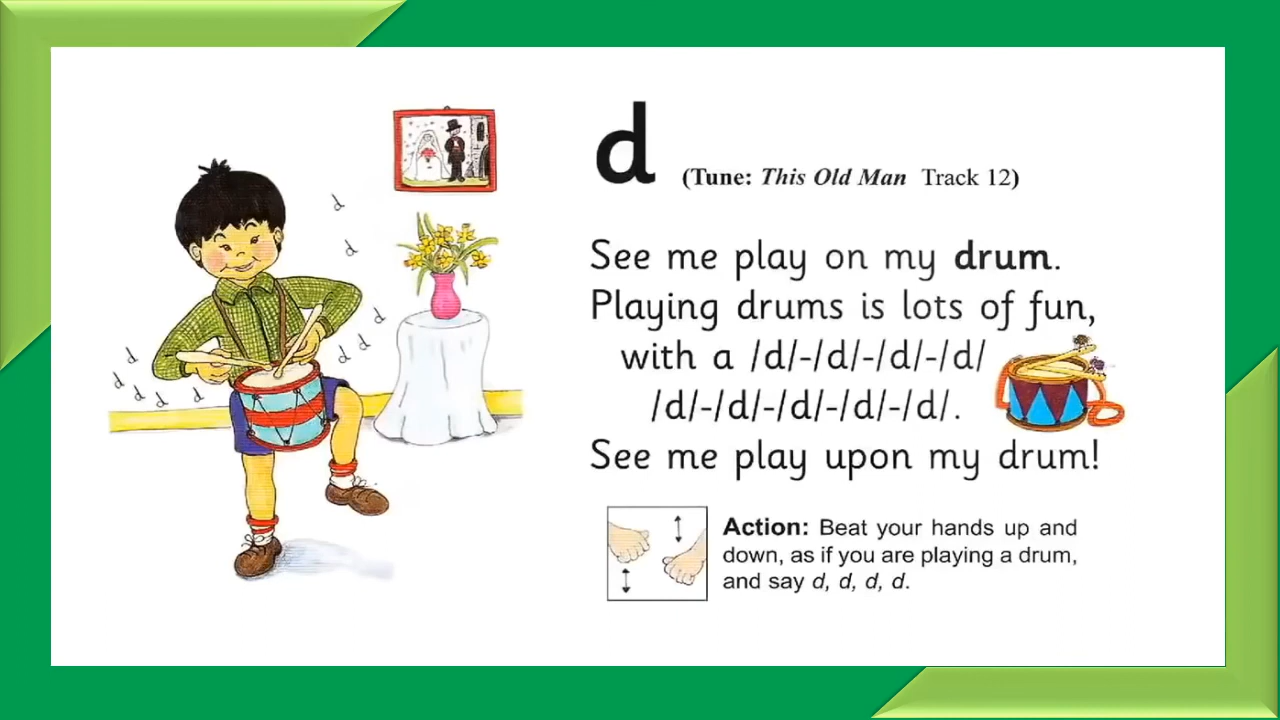 d
(Tune: This Old Man Track 12)
See me play on my drum.
Playing drums is lots of fun,
with a /d/-/d/-/d/-/d/
/d/-/d/-/d/-/d/-/d/.
See me play upon my drum!
Action: Beat your hands up and
down, as if you are playing a drum,
and say d, d, d, d.
d
d
d
d
d
d
d
d
d
d